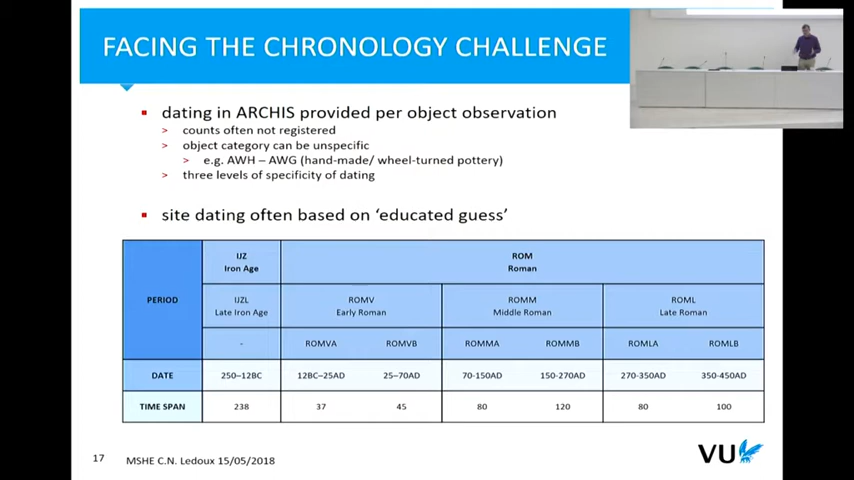 FACING THE CHRONOLOGY CHALLENGE
dating in ARCHIS provided per object observation
> counts often not registered
> object category can be unspecific
> e.g. AWH – AWG (hand-made/ wheel-turned pottery)
> three levels of specificity of dating
site dating often based on ‘educated guess’
PERIOD
IJZ
Iron Age
ROM
Roman
IJZL
Late Iron Age
ROMV
Early Roman
ROMM
Middle Roman
ROML
Late Roman
- ROMVA ROMVB ROMMA ROMMB ROMLA ROMLB
DATE 250–12BC 12BC–25AD 25–70AD 70-150AD 150-270AD 270-350AD 350-450AD
TIME SPAN 238 37 45 80 120 80 100
17 MSHE C.N. Ledoux 15/05/2018
VU